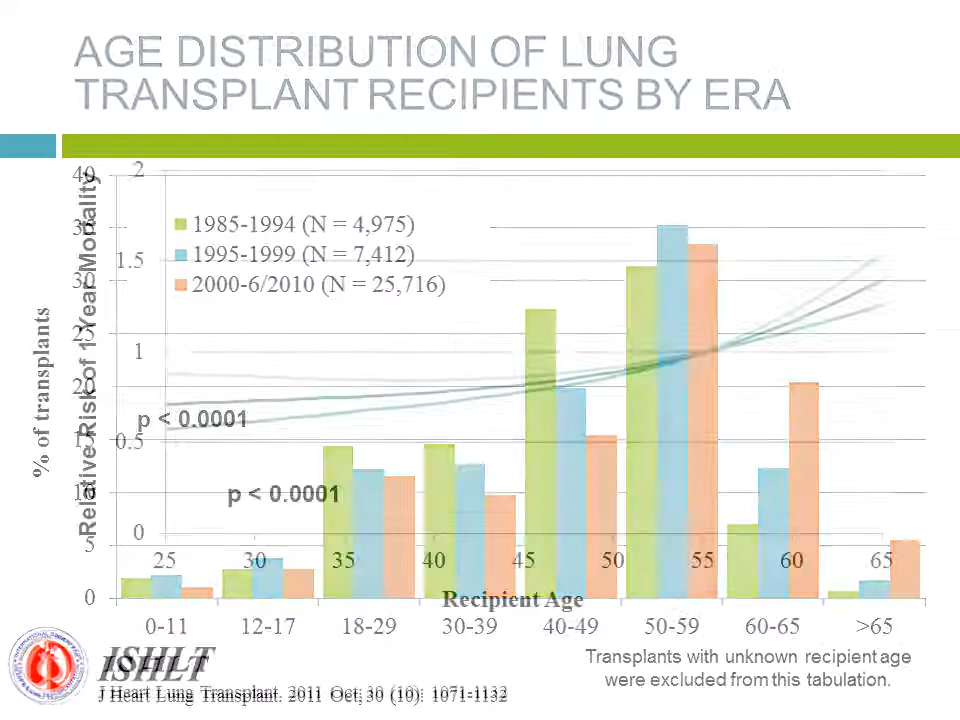 AGE DISTRIBUTION OF LUNG
TRANSPLANT RECIPIENTS BY ERA
40
35
30
25
20
15
10
5
0
% of transplants
Relative Risk of 1 Year Mortality
2
1.5
1
0.5
0
1985-1994 (N = 4,975)
1995-1999 (N = 7,412)
2000-6/2010 (N = 25,716)
p < 0.0001
p < 0.0001
25 30 35 40 45 50 55 60 65
Recipient Age
0-11 12-17 18-29 30-39 40-49 50-59 60-65 >65
ISHLT
J Heart Lung Transplant. 2011 Oct; 30 (10): 1071-1132
Transplants with unknown recipient age
were excluded from this tabulation.